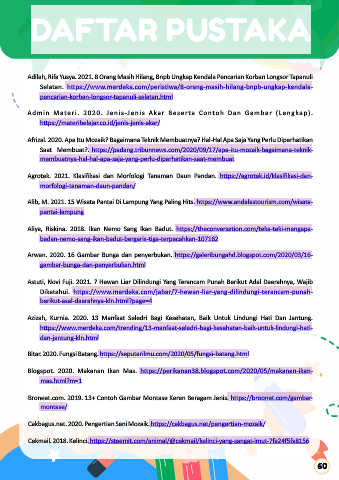 DAFTAR PUSTAKA
Adilah, Rifa Yusya. 2021. 8 Orang Masih Hilang, Bnpb Ungkap Kendala Pencarian Korban Longsor Tapanuli
Selatan. https://www.merdeka.com/peristiwa/8-orang-masih-hilang-bnpb-ungkap-kendala-
pencarian-korban-longsor-tapanuli-selatan.html
Admin Materi. 2020. Jenis-Jenis Akar Beserta Contoh Dan Gambar (Lengkap).
https://materibelajar.co.id/jenis-jenis-akar/
Afrizal. 2020. Apa Itu Mozaik? Bagaimana Teknik Membuatnya? Hal-Hal Apa Saja Yang Perlu Diperhatikan
Saat Membuat?. https://padang.tribunnews.com/2020/09/17/apa-itu-mozaik-bagaimana-teknik-
membuatnya-hal-hal-apa-saja-yang-perlu-diperhatikan-saat-membuat
Agrotek. 2021. Klasifikasi dan Morfologi Tanaman Daun Pandan. https://agrotek.id/klasifikasi-dan-
morfologi-tanaman-daun-pandan/
Alib, M. 2021. 15 Wisata Pantai Di Lampung Yang Paling Hits. https://www.andalastourism.com/wisata-
pantai-lampung
Aliya, Riskina. 2018. Ikan Nemo Sang Ikan Badut. https://theconversation.com/teka-teki-mengapa-
badan-nemo-sang-ikan-badut-bergaris-tiga-terpecahkan-107162
Arwan. 2020. 16 Gambar Bunga dan penyerbukan. https://galeribungahd.blogspot.com/2020/03/16-
gambar-bunga-dan-penyerbukan.html
Astuti, Novi Fuji. 2021. 7 Hewan Liar Dilindungi Yang Terancam Punah Berikut Asal Daerahnya, Wajib
Diketahui. https://www.merdeka.com/jabar/7-hewan-liar-yang-dilindungi-terancam-punah-
berikut-asal-daerahnya-kln.html?page=4
Azizah, Kurnia. 2020. 13 Manfaat Seledri Bagi Kesehatan, Baik Untuk Lindungi Hati Dan Jantung.
https://www.merdeka.com/trending/13-manfaat-seledri-bagi-kesehatan-baik-untuk-lindungi-hati-
dan-jantung-kln.html
Bitar. 2020. Fungsi Batang. https://seputarilmu.com/2020/05/fungsi-batang.html
Blogspot. 2020. Makanan Ikan Mas. https://perikanan38.blogspot.com/2020/05/makanan-ikan-
mas.html?m=1
Broonet.com. 2019. 13+ Contoh Gambar Montase Keren Beragam Jenis. https://broonet.com/gambar-
montase/
Cakbagus.net. 2020. Pengertian Seni Mozaik. https://cakbagus.net/pengertian-mozaik/
Cakmail. 2018. Kelinci. https://steemit.com/animal/@cakmail/kelinci-yang-sangat-imut-7fa24f5fa8156
60